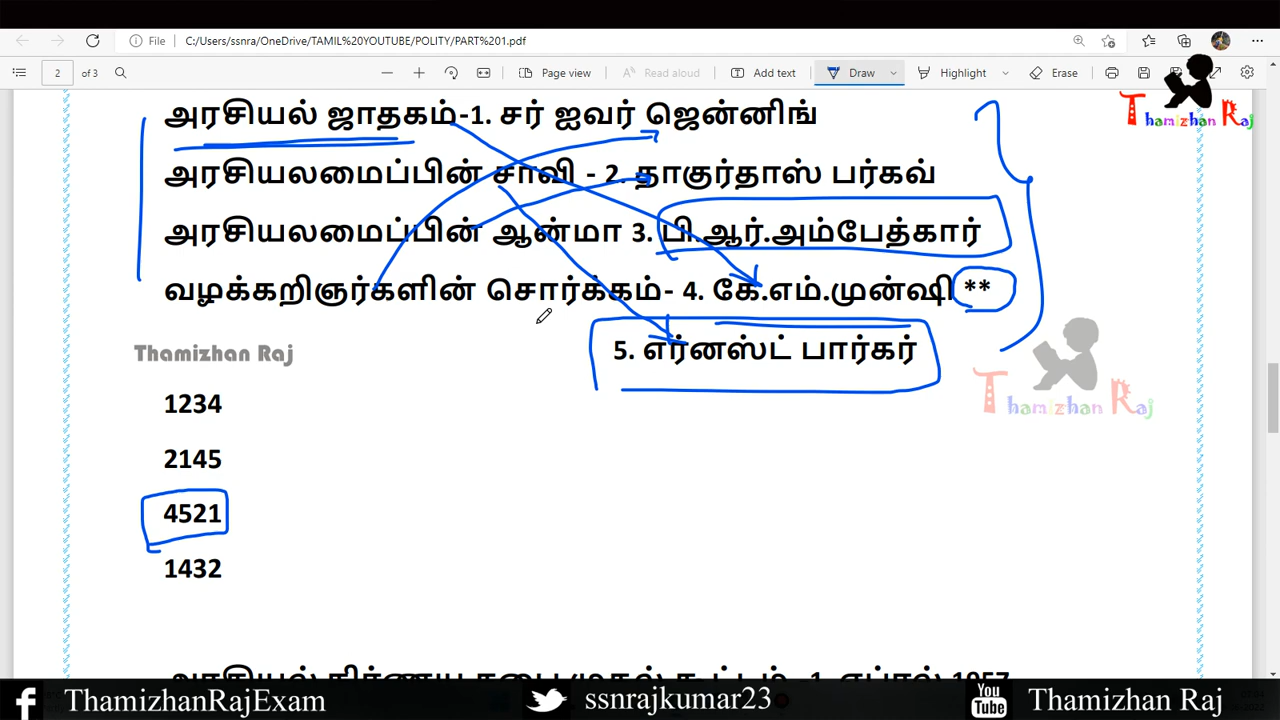 File C:/Users/ssnra/OneDrive/TAMIL%20YOUTUBE/POLITY/PART%201.pdf
2 of 3 Page view Read aloud Add text Draw Highlight Erase
Thamizhan Raj
அரசியல் ஜாதகம்-1. சர் ஐவர் ஜென்னிங்
அரசியலமைப்பின் சாவி - 2. தாகுர்தாஸ் பர்கவ்
அரசியலமைப்பின் ஆன்மா 3. பி.ஆர்.அம்பேத்கார்
வழக்கறிஞர்களின் சொர்க்கம்- 4. கே.எம்.முன்ஷி **
5. எர்னஸ்ட் பார்கர்
Thamizhan Raj
Thamizhan Raj
1234
2145
4521
1432
ThamizhanRajExam ssnrajkumar23 You Tube Thamizhan Raj